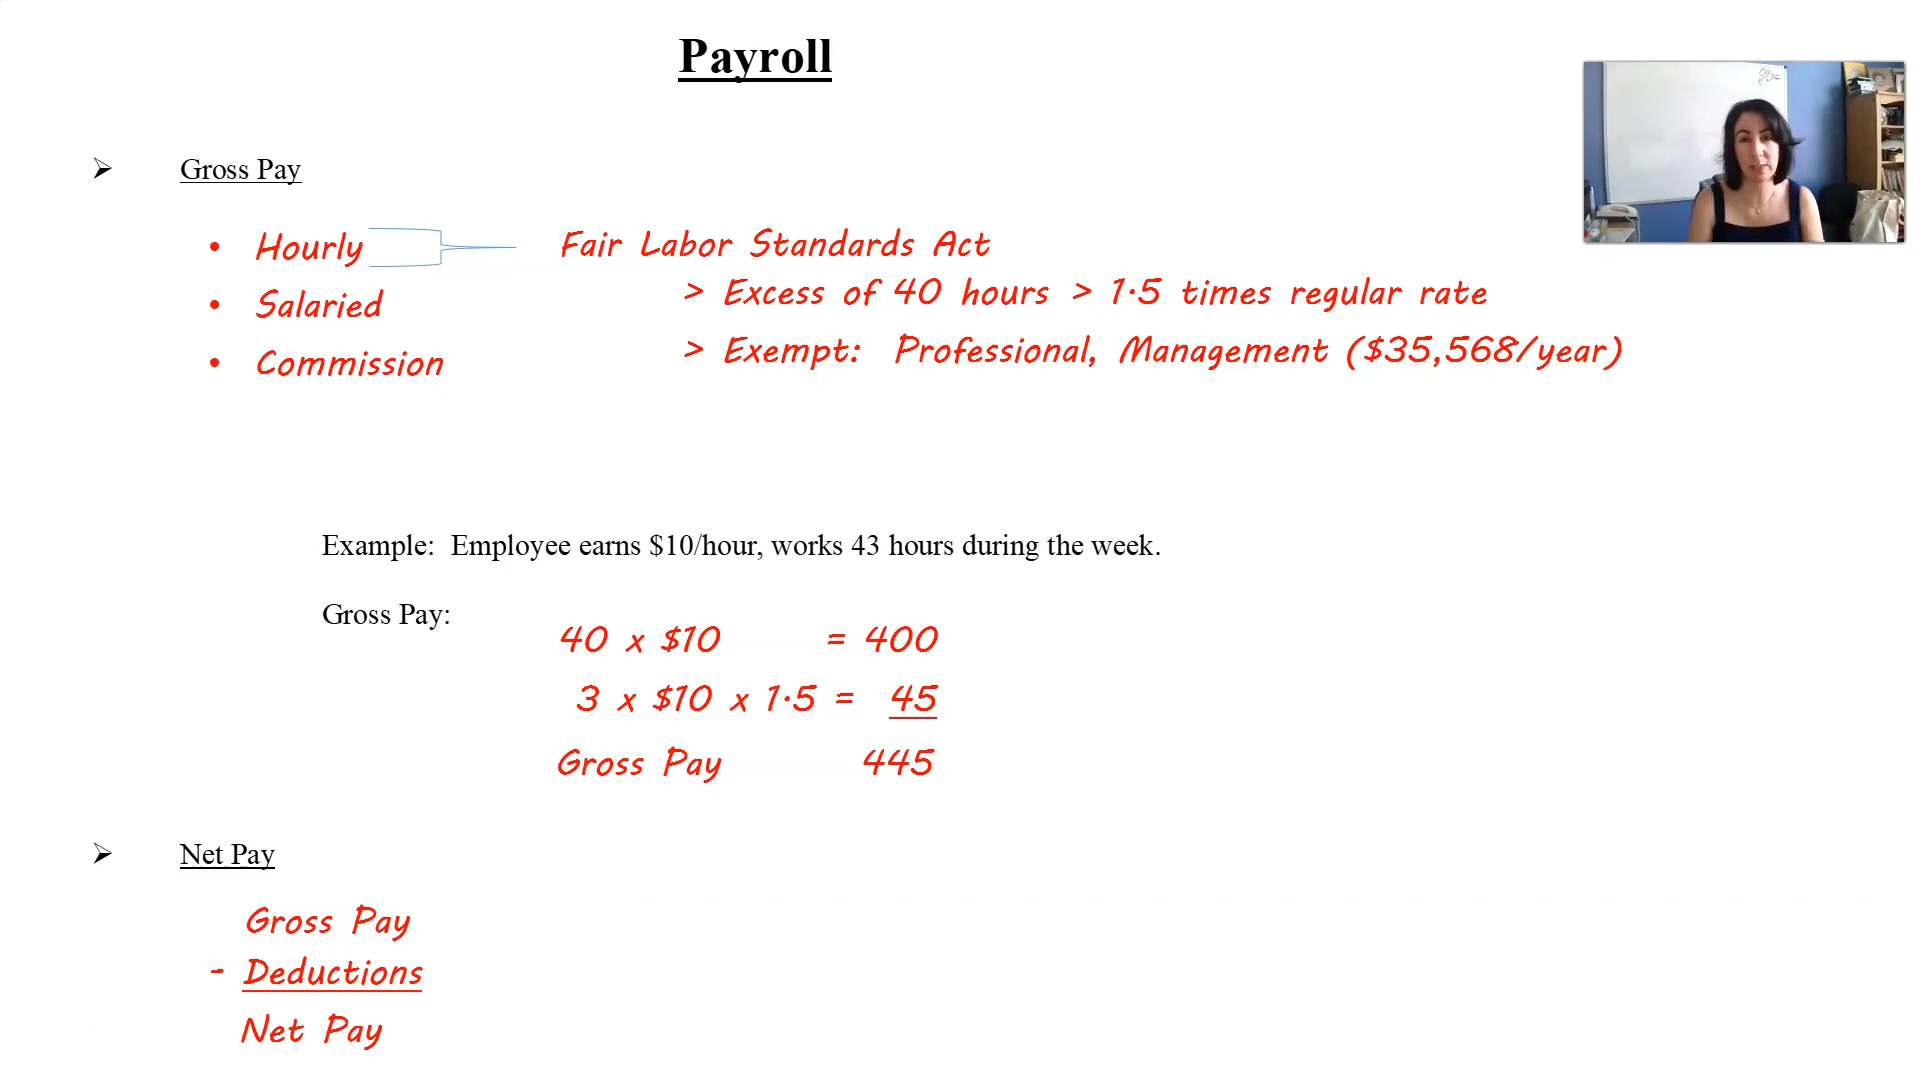 Payroll
➢ Gross Pay
• Hourly
Fair Labor Standards Act
> Excess of 40 hours > 1.5 times regular rate
• Salaried
> Exempt: Professional, Management ($35,568/year)
• Commission
Example: Employee earns $10/hour, works 43 hours during the week.
Gross Pay:
40 x $10 = 400
3 x $10 x 1.5 = 45
Gross Pay 445
➢ Net Pay
Gross Pay
- Deductions
Net Pay